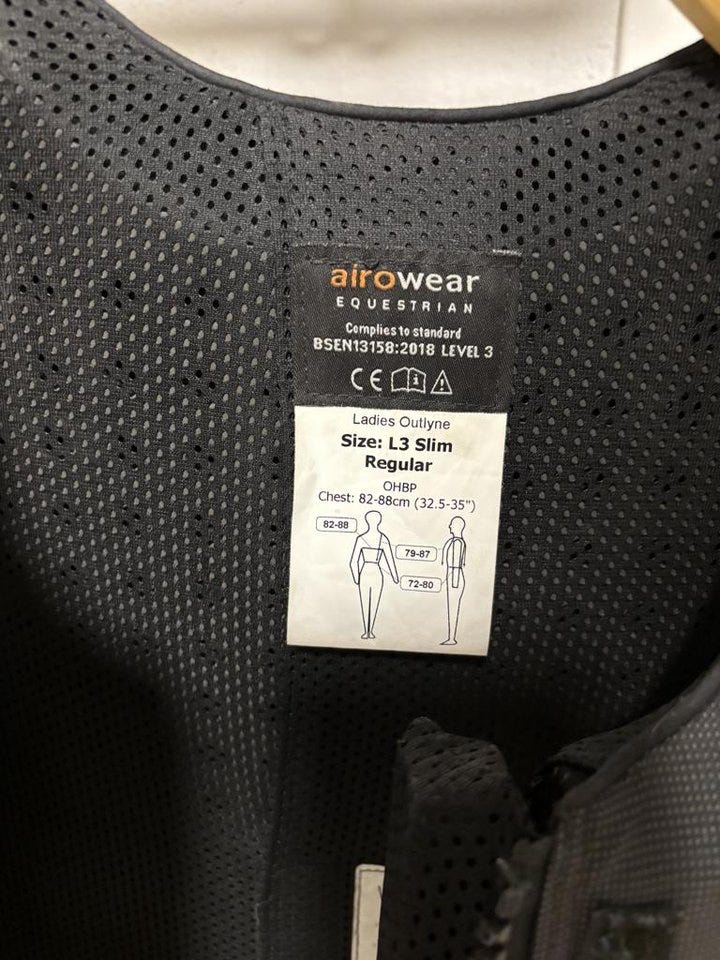 airowear
EQUESTRIAN
Complies to standard
BSEN13158:2018 LEVEL 3
CE
Ladies Outlyne
Size: L3 Slim
Regular
OHBP
Chest: 82-88cm (32.5-35")
82-88
79-87
72-80